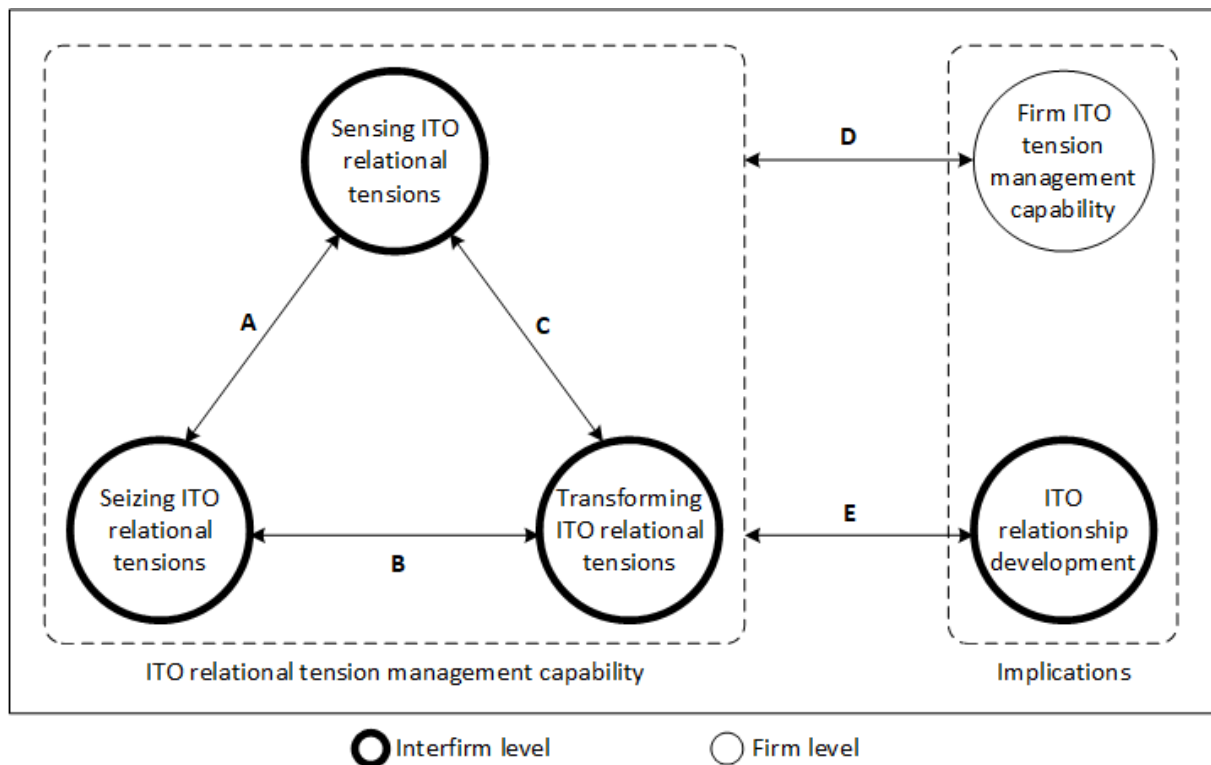 Sensing ITO
relational
tensions
Firm ITO
tension
management
capability
D
A
C
Seizing ITO
relational
tensions
B
Transforming
ITO relational
tensions
E
ITO
relationship
development
ITO relational tension management capability
Implications
Interfirm level
Firm level